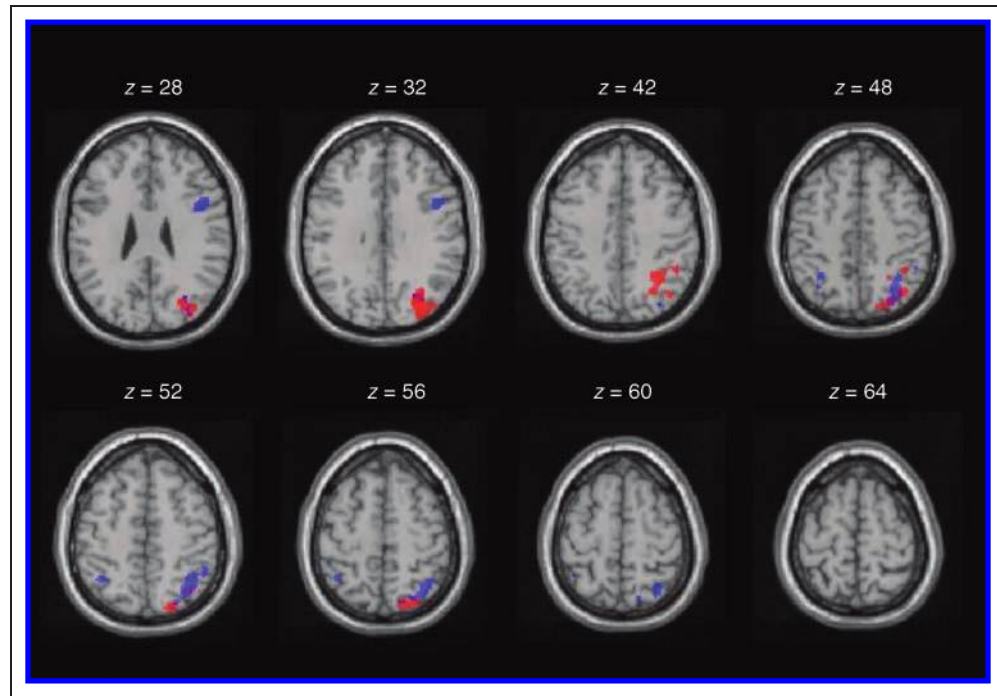 z = 28
z = 32
z = 42
z = 48
z = 52
z = 56
z = 60
z = 64